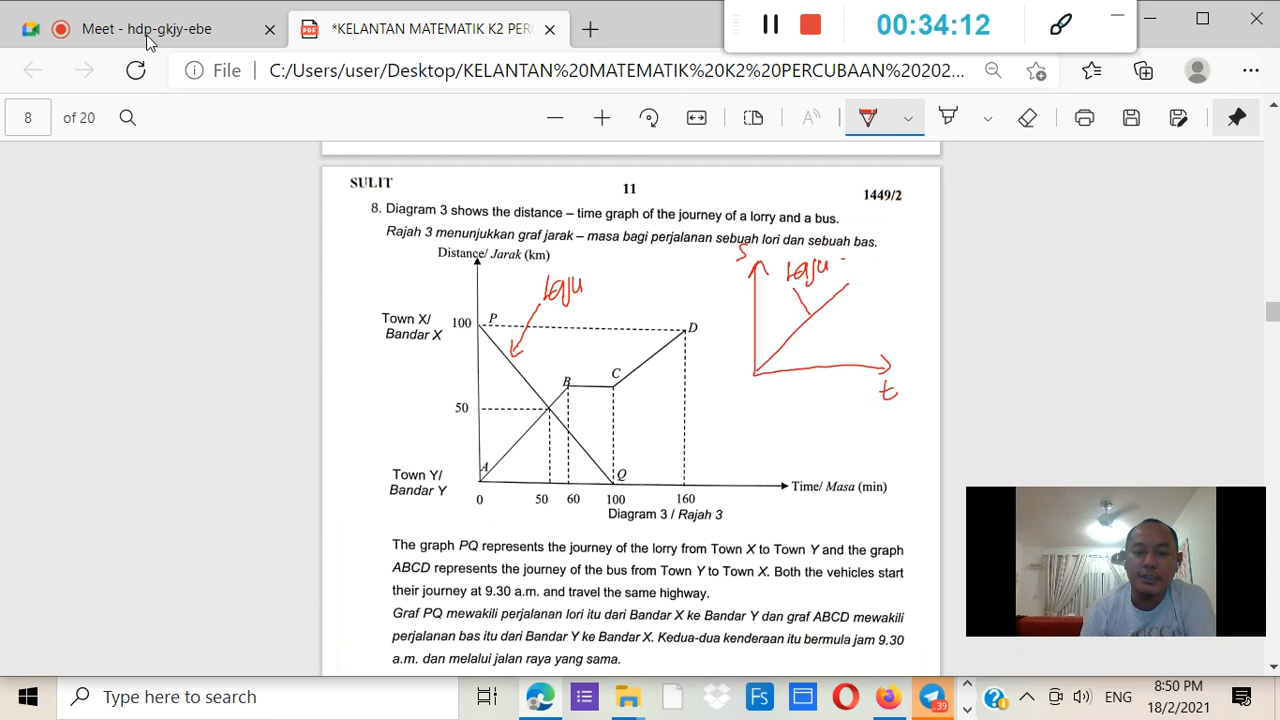 Meet - hdp-gkjy-ebe
*KELANTAN MATEMATIK K2 PER
00:34:12
File
C:/Users/user/Desktop/KELANTAN%20MATEMATIK%20K2%20PERCUBAAN%20202...
8 of 20
SULIT
11
1449/2
8. Diagram 3 shows the distance – time graph of the journey of a lorry and a bus.
Rajah 3 menunjukkan graf jarak – masa bagi perjalanan sebuah lori dan sebuah bas.
Distance/ Jarak (km)
s
Laju
Laju
Town X/
Bandar X
100
P
D
B
C
t
50
A
Q
Town Y/
Bandar Y
Time/ Masa (min)
0
50
60
100
160
Diagram 3 / Rajah 3
The graph PQ represents the journey of the lorry from Town X to Town Y and the graph
ABCD represents the journey of the bus from Town Y to Town X. Both the vehicles start
their journey at 9.30 a.m. and travel the same highway.
Graf PQ mewakili perjalanan lori itu dari Bandar X ke Bandar Y dan graf ABCD mewakili
perjalanan bas itu dari Bandar Y ke Bandar X. Kedua-dua kenderaan itu bermula jam 9.30
a.m. dan melalui jalan raya yang sama.
Type here to search
Fs
39
ENG
8:50 PM
18/2/2021